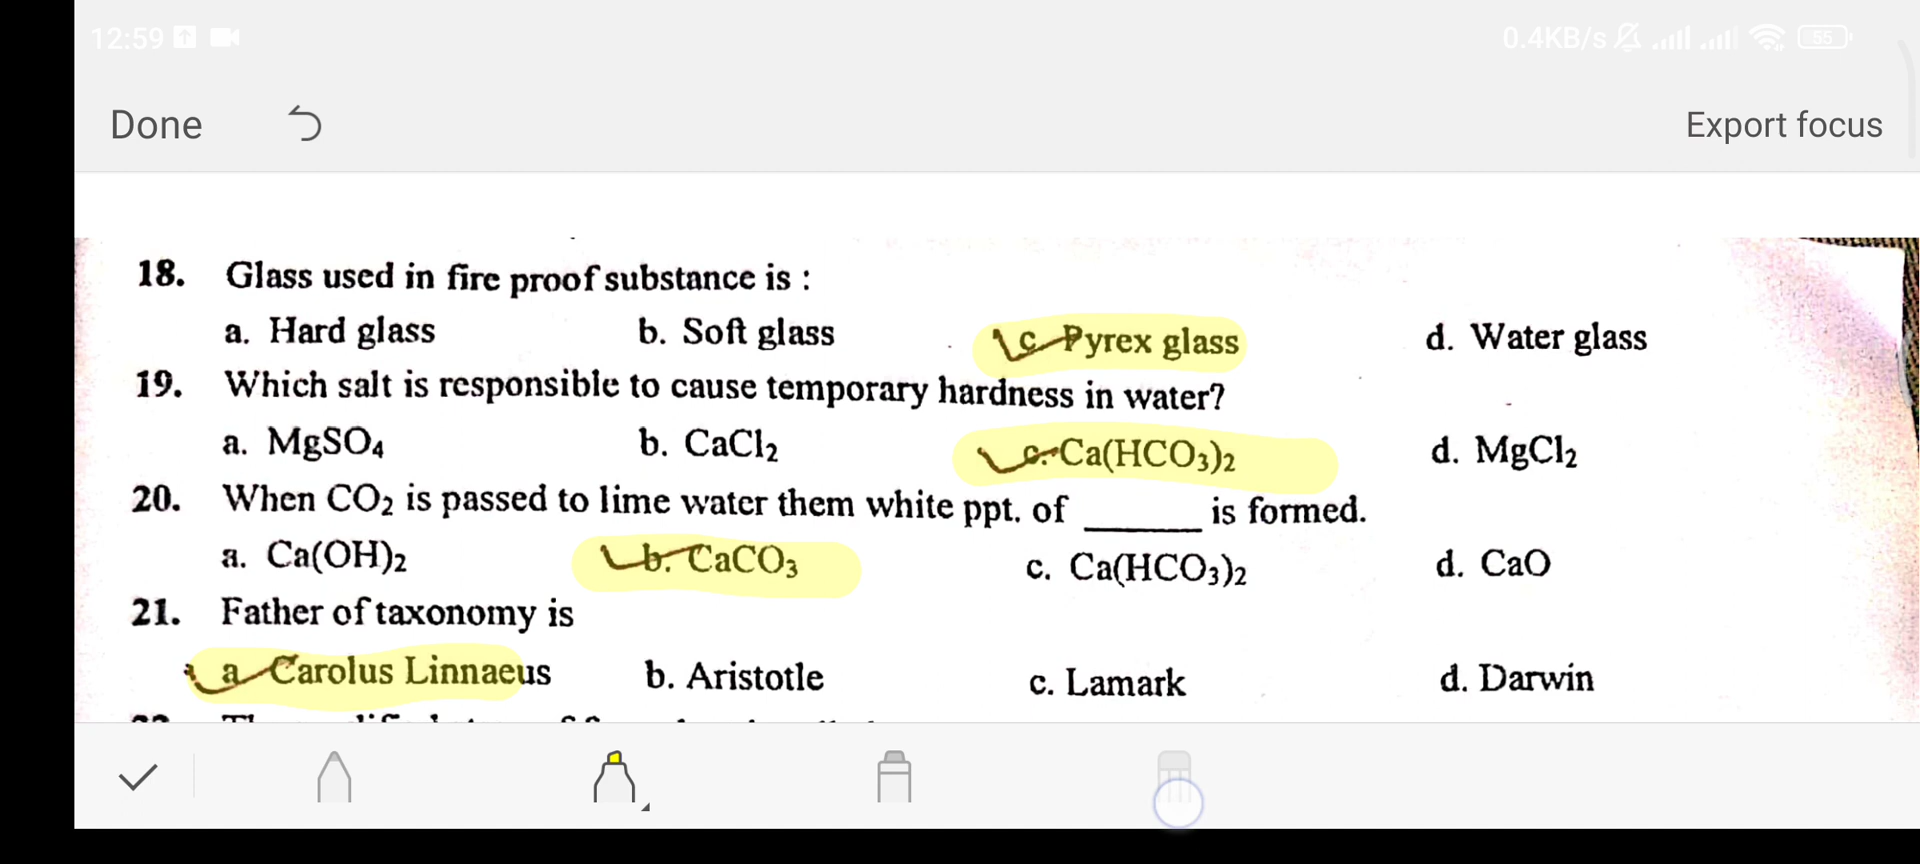 12:59
0.4KB/s 55
Done
Export focus
18. Glass used in fire proof substance is :
a. Hard glass b. Soft glass c. Pyrex glass d. Water glass
19. Which salt is responsible to cause temporary hardness in water?
a. MgSO4 b. CaCl2 c. Ca(HCO3)2 d. MgCl2
20. When CO2 is passed to lime water them white ppt. of ______ is formed.
a. Ca(OH)2 b. CaCO3 c. Ca(HCO3)2 d. CaO
21. Father of taxonomy is
a Carolus Linnaeus b. Aristotle c. Lamark d. Darwin